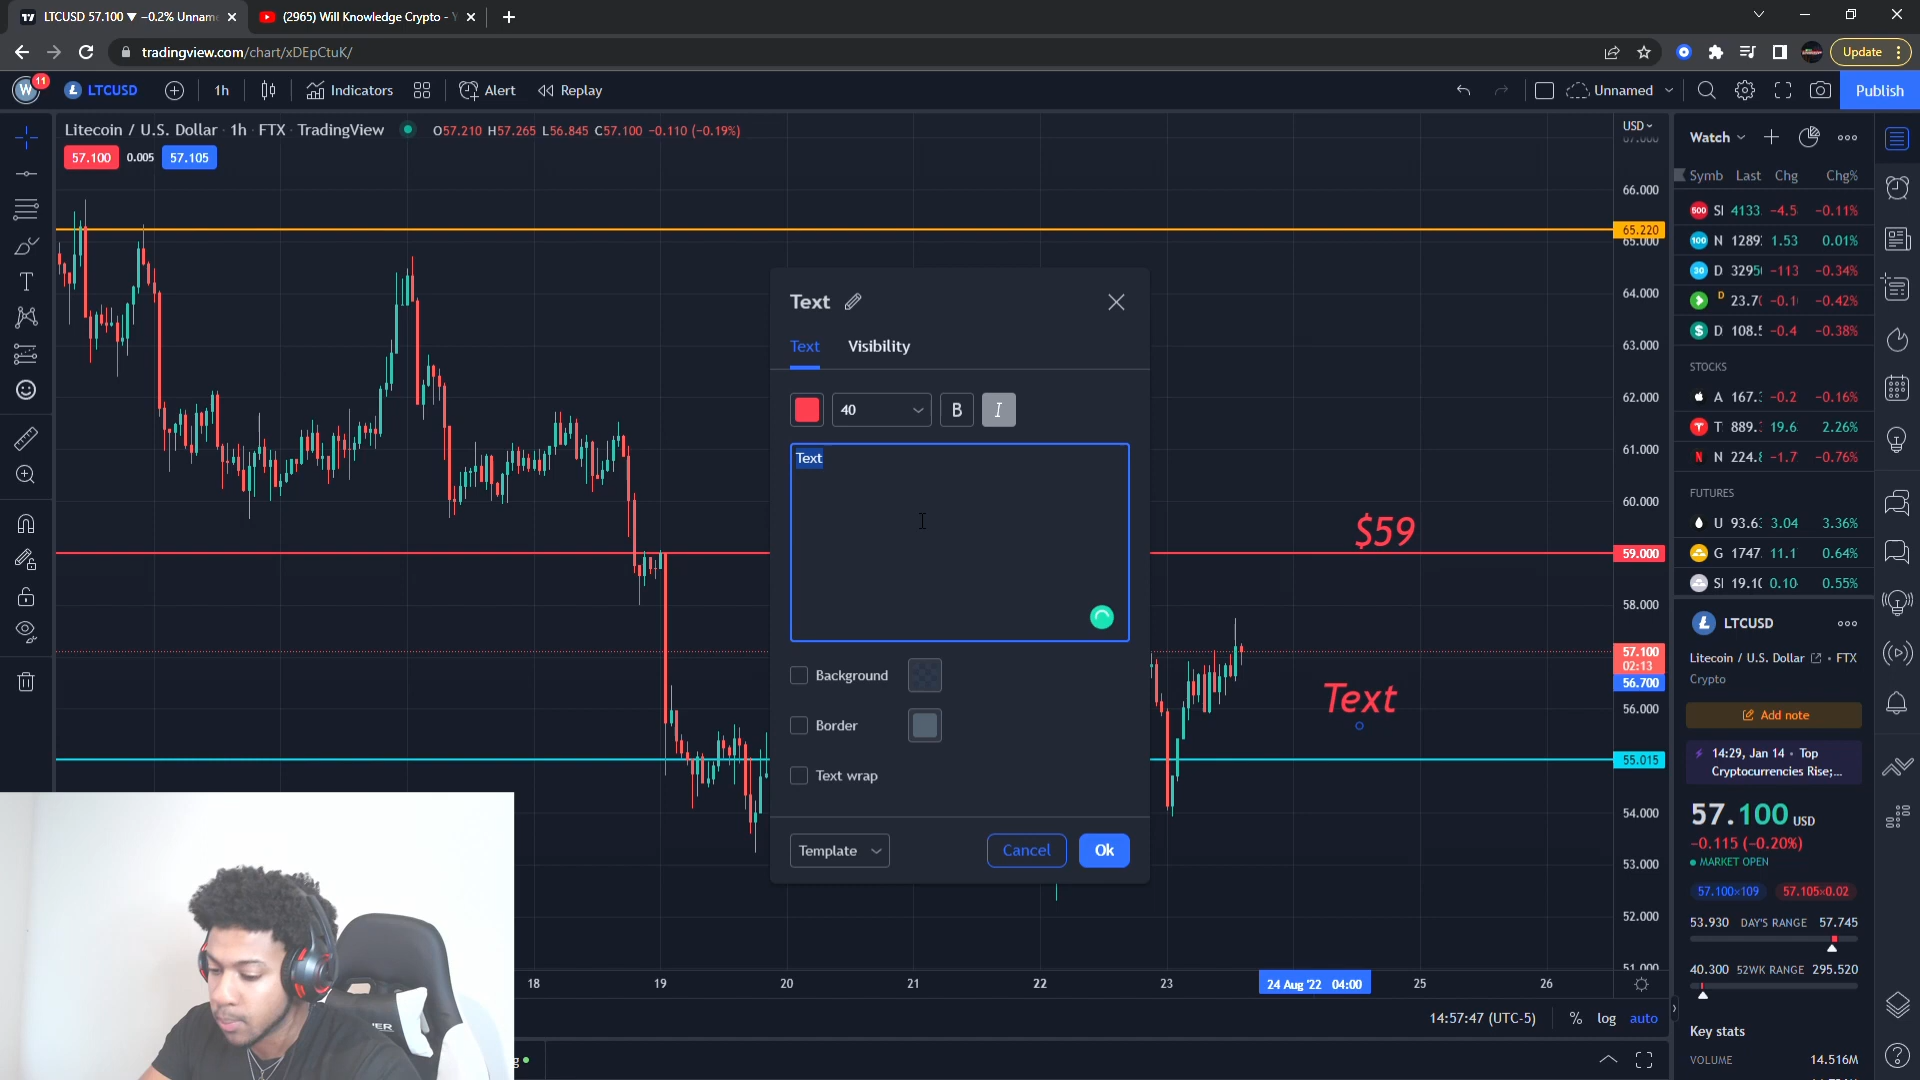 LTCUSD 57.100 ▼ −0.2% Unnam
(2965) Will Knowledge Crypto - Y
tradingview.com/chart/xDEpCtuK/
Update
W 11
LTCUSD
1h
Indicators
Alert
Replay
Unnamed
Publish
Litecoin / U.S. Dollar · 1h · FTX · TradingView
O57.210 H57.265 L56.845 C57.100 −0.110 (−0.19%)
57.100 0.005 57.105
Text
Text Visibility
40
B I
Text
Background
Border
Text wrap
Template
Cancel
Ok
$59
Text
USD
67.000
66.000
65.220
65.000
64.000
63.000
62.000
61.000
60.000
59.000
58.000
57.100
02:13
56.700
56.000
55.015
54.000
53.000
52.000
51.000
18 19 20 21 22 23 24 Aug '22 04:00 25 26
14:57:47 (UTC-5) % log auto
Watch
Symb Last Chg Chg%
500 SI 4133. −4.5 −0.11%
100 N 1289 1.53 0.01%
30 D 3295 −113 −0.34%
D 23.7 −0.1 −0.42%
D 108.5 −0.4 −0.38%
STOCKS
A 167. −0.2 −0.16%
T 889. 19.6 2.26%
N 224.8 −1.7 −0.76%
FUTURES
U 93.6 3.04 3.36%
G 1747. 11.1 0.64%
SI 19.1 0.10 0.55%
LTCUSD
Litecoin / U.S. Dollar • FTX
Crypto
Add note
14:29, Jan 14 • Top
Cryptocurrencies Rise;...
57.100 USD
−0.115 (−0.20%)
MARKET OPEN
57.100×109 57.105×0.02
53.930 DAY'S RANGE 57.745
40.300 52WK RANGE 295.520
Key stats
VOLUME 14.516M